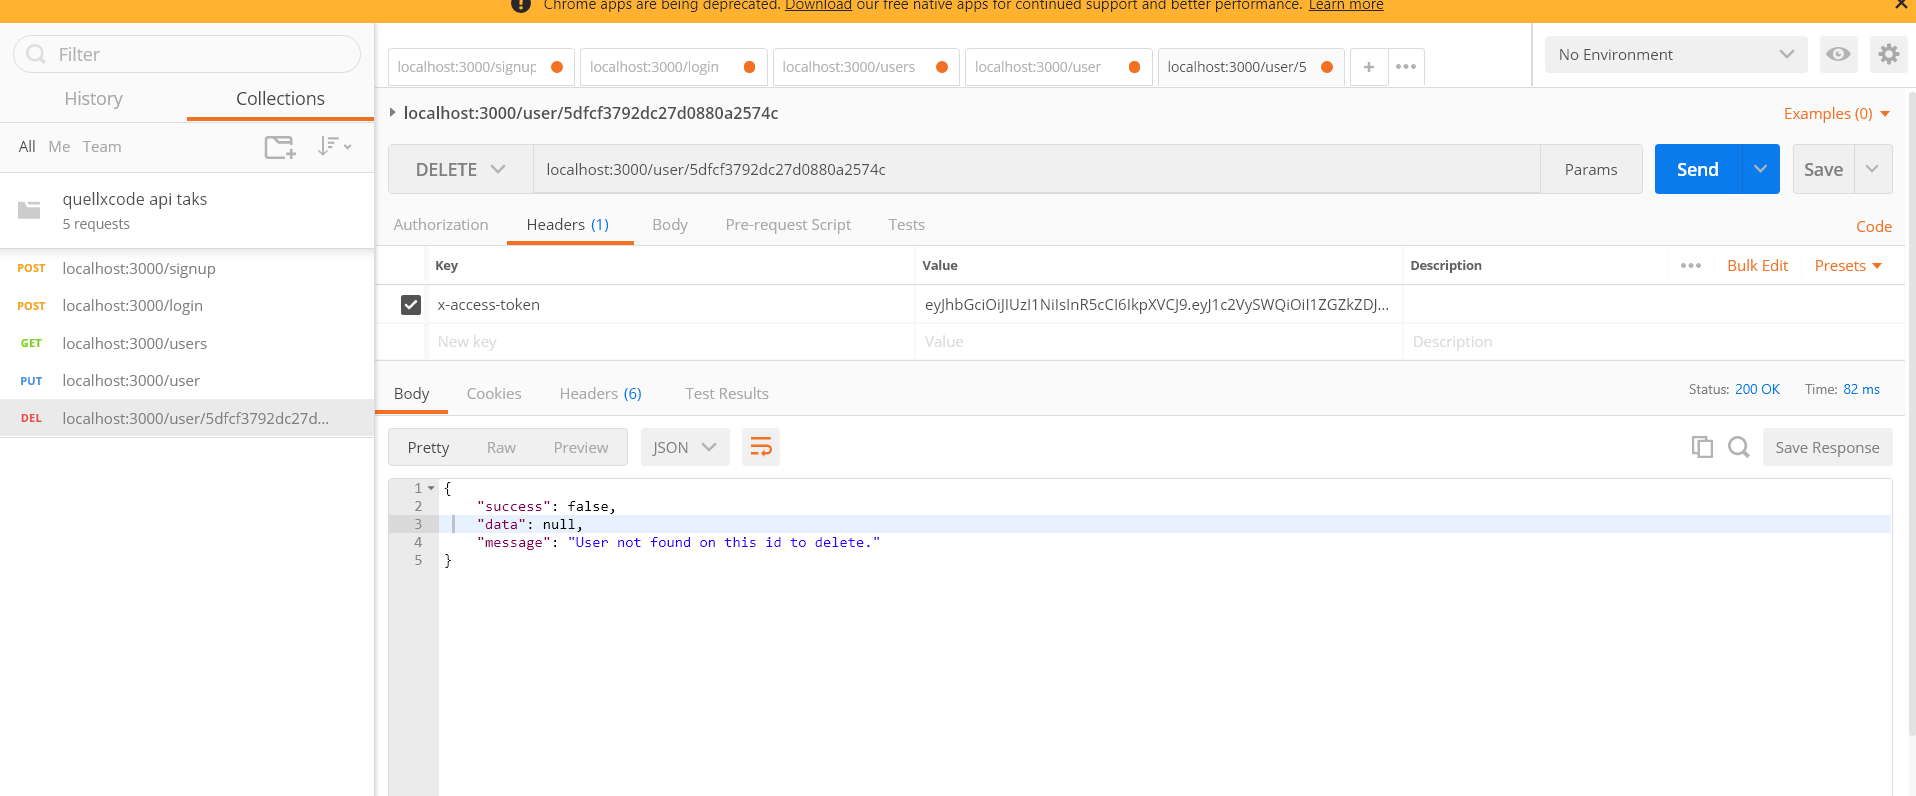 Chrome apps are being deprecated. Download our free native apps for continued support and better performance. Learn more
Filter
History Collections
All Me Team
quellxcode api taks
5 requests
POST localhost:3000/signup
POST localhost:3000/login
GET localhost:3000/users
PUT localhost:3000/user
DEL localhost:3000/user/5dfcf3792dc27d...
localhost:3000/signup localhost:3000/login localhost:3000/users localhost:3000/user localhost:3000/user/5
No Environment
localhost:3000/user/5dfcf3792dc27d0880a2574c
Examples (0)
DELETE localhost:3000/user/5dfcf3792dc27d0880a2574c Params Send Save
Authorization Headers (1) Body Pre-request Script Tests Code
Key Value Description Bulk Edit Presets
x-access-token eyJhbGciOiJIUzI1NiIsInR5cCI6IkpXVCJ9.eyJ1c2VySWQiOiI1ZGZkZDJ...
New key Value Description
Body Cookies Headers (6) Test Results Status: 200 OK Time: 82 ms
Pretty Raw Preview JSON Save Response
1 {
2 "success": false,
3 "data": null,
4 "message": "User not found on this id to delete."
5 }